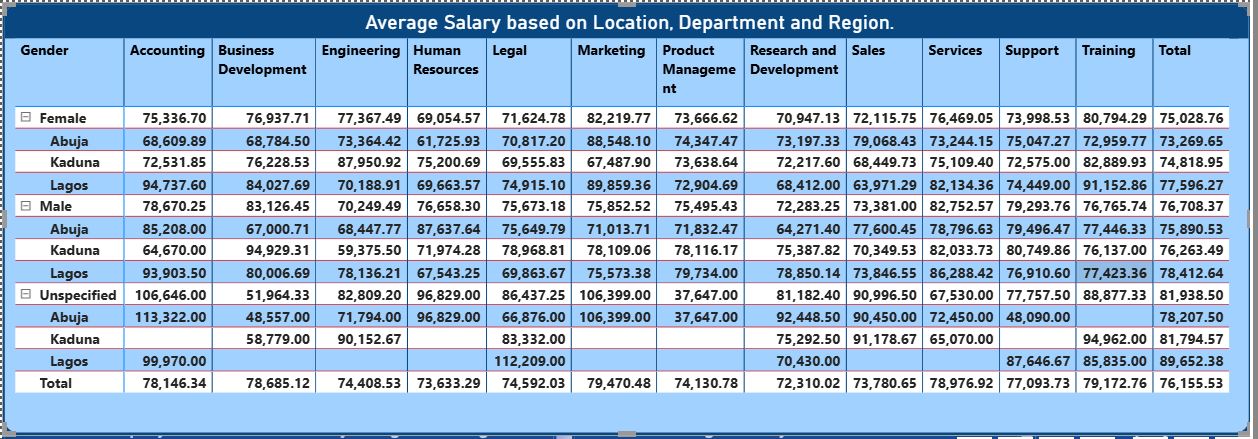 Average Salary based on Location, Department and Region.
Gender Accounting Business Development Engineering Human Resources Legal Marketing Product Manageme nt Research and Development Sales Services Support Training Total
Female 75,336.70 76,937.71 77,367.49 69,054.57 71,624.78 82,219.77 73,666.62 70,947.13 72,115.75 76,469.05 73,998.53 80,794.29 75,028.76
Abuja 68,609.89 68,784.50 73,364.42 61,725.93 70,817.20 88,548.10 74,347.47 73,197.33 79,068.43 73,244.15 75,047.27 72,959.77 73,269.65
Kaduna 72,531.85 76,228.53 87,950.92 75,200.69 69,555.83 67,487.90 73,638.64 72,217.60 68,449.73 75,109.40 72,575.00 82,889.93 74,818.95
Lagos 94,737.60 84,027.69 70,188.91 69,663.57 74,915.10 89,859.36 72,904.69 68,412.00 63,971.29 82,134.36 74,449.00 91,152.86 77,596.27
Male 78,670.25 83,126.45 70,249.49 76,658.30 75,673.18 75,852.52 75,495.43 72,283.25 73,381.00 82,752.57 79,293.76 76,765.74 76,708.37
Abuja 85,208.00 67,000.71 68,447.77 87,637.64 75,649.79 71,013.71 71,832.47 64,271.40 77,600.45 78,796.63 79,496.47 77,446.33 75,890.53
Kaduna 64,670.00 94,929.31 59,375.50 71,974.28 78,968.81 78,109.06 78,116.17 75,387.82 70,349.53 82,033.73 80,749.86 76,137.00 76,263.49
Lagos 93,903.50 80,006.69 78,136.21 67,543.25 69,863.67 75,573.38 79,734.00 78,850.14 73,846.55 86,288.42 76,910.60 77,423.36 78,412.64
Unspecified 106,646.00 51,964.33 82,809.20 96,829.00 86,437.25 106,399.00 37,647.00 81,182.40 90,996.50 67,530.00 77,757.50 88,877.33 81,938.50
Abuja 113,322.00 48,557.00 71,794.00 96,829.00 66,876.00 106,399.00 37,647.00 92,448.50 90,450.00 72,450.00 48,090.00 78,207.50
Kaduna 58,779.00 90,152.67 83,332.00 75,292.50 91,178.67 65,070.00 94,962.00 81,794.57
Lagos 99,970.00 112,209.00 70,430.00 87,646.67 85,835.00 89,652.38
Total 78,146.34 78,685.12 74,408.53 73,633.29 74,592.03 79,470.48 74,130.78 72,310.02 73,780.65 78,976.92 77,093.73 79,172.76 76,155.53